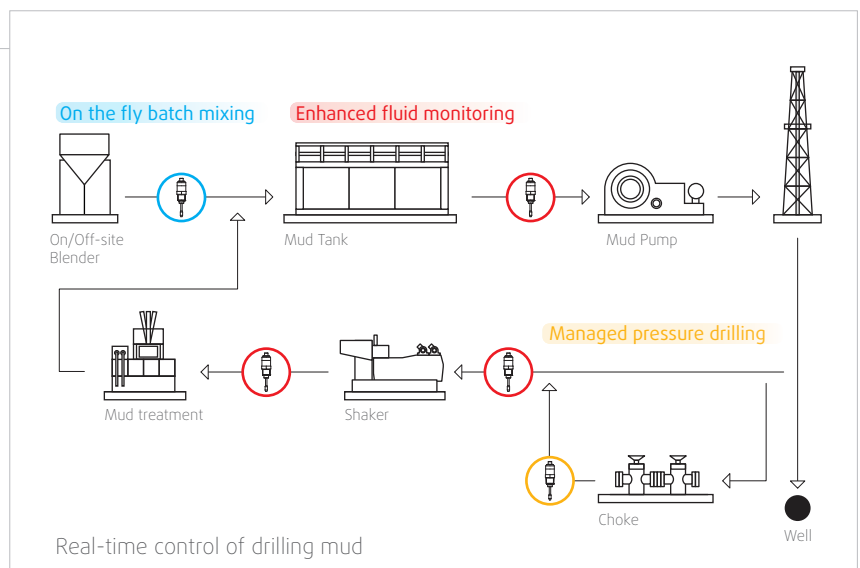 On the fly batch mixing
Enhanced fluid monitoring
On/Off-site
Blender
Mud Tank
Mud Pump
Managed pressure drilling
Mud treatment
Shaker
Choke
Well
Real-time control of drilling mud